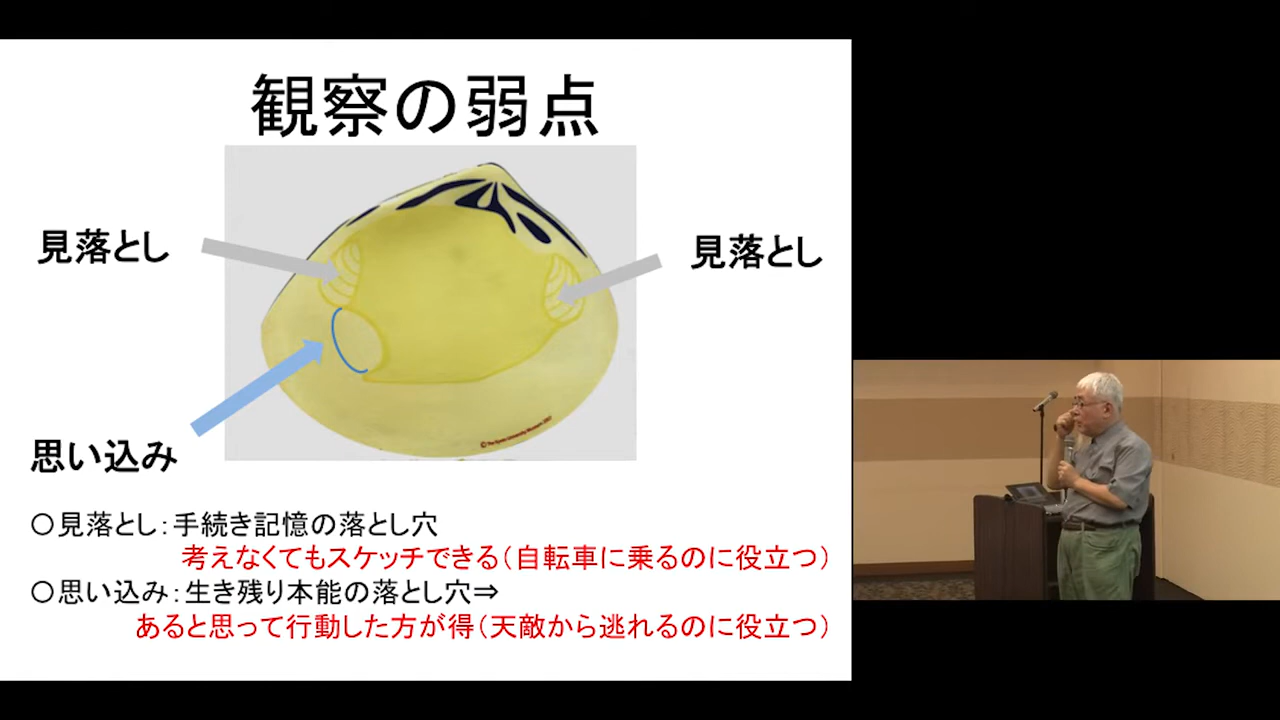 観察の弱点
見落とし
見落とし
思い込み
©The Kyoto University Museum 2007
〇見落とし：手続き記憶の落とし穴
考えなくてもスケッチできる（自転車に乗るのに役立つ）
〇思い込み：生き残り本能の落とし穴⇒
あると思って行動した方が得（天敵から逃れるのに役立つ）